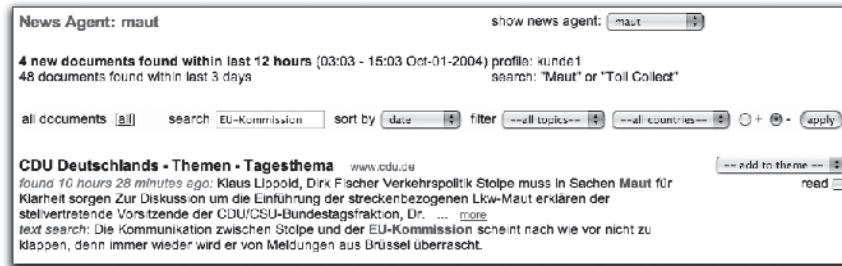 News Agent: maut show news agent: maut
4 new documents found within last 12 hours (03:03 - 15:03 Oct-01-2004) profile: kunde1
48 documents found within last 3 days search: "Maut" or "Toll Collect"
all documents [all] search EU-Kommission sort by date filter --all topics-- --all countries-- + - apply
CDU Deutschlands - Themen - Tagesthema www.cdu.de -- add to theme --
found 10 hours 28 minutes ago: Klaus Lippold, Dirk Fischer Verkehrspolitik Stolpe muss in Sachen Maut für read
Klarheit sorgen Zur Diskussion um die Einführung der streckenbezogenen Lkw-Maut erklären der
stellvertretende Vorsitzende der CDU/CSU-Bundestagsfraktion, Dr. ... more
text search: Die Kommunikation zwischen Stolpe und der EU-Kommission scheint nach wie vor nicht zu
klappen, denn immer wieder wird er von Meldungen aus Brüssel überrascht.